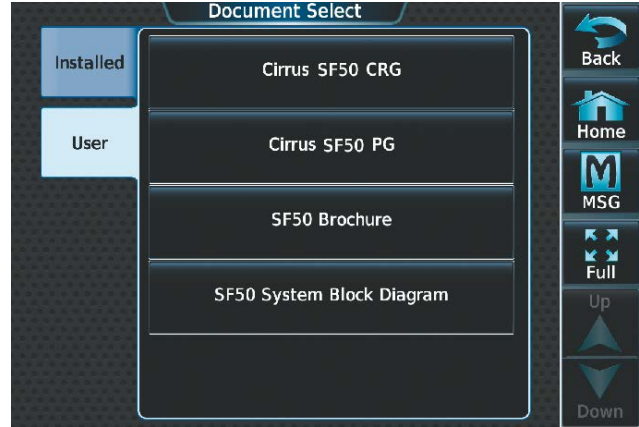 Document Select
Installed
User
Cirrus SF50 CRG
Cirrus SF50 PG
SF50 Brochure
SF50 System Block Diagram
Back
Home
MSG
Full
Up
Down